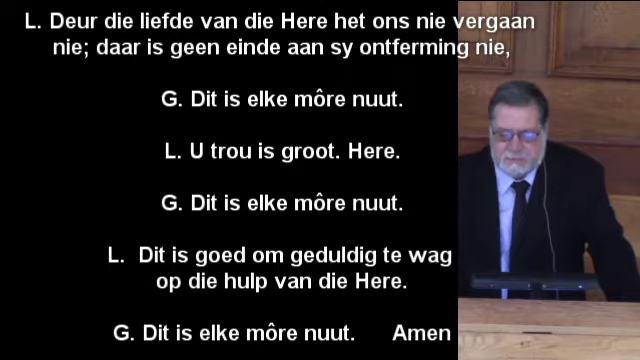 L. Deur die liefde van die Here het ons nie vergaan
nie; daar is geen einde aan sy ontferming nie,
G. Dit is elke môre nuut.
L. U trou is groot. Here.
G. Dit is elke môre nuut.
L. Dit is goed om geduldig te wag
op die hulp van die Here.
G. Dit is elke môre nuut. Amen